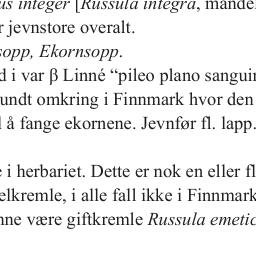 us integer [Russula integra, mande
r jevnstore overalt.
sopp, Ekornsopp.
d i var β Linné “pileo plano sangui
undt omkring i Finnmark hvor den
l å fange ekornene. Jevnfør fl. lapp.
i herbariet. Dette er nok en eller fl
elkremle, i alle fall ikke i Finnmark
nne være giftkremle Russula emetic